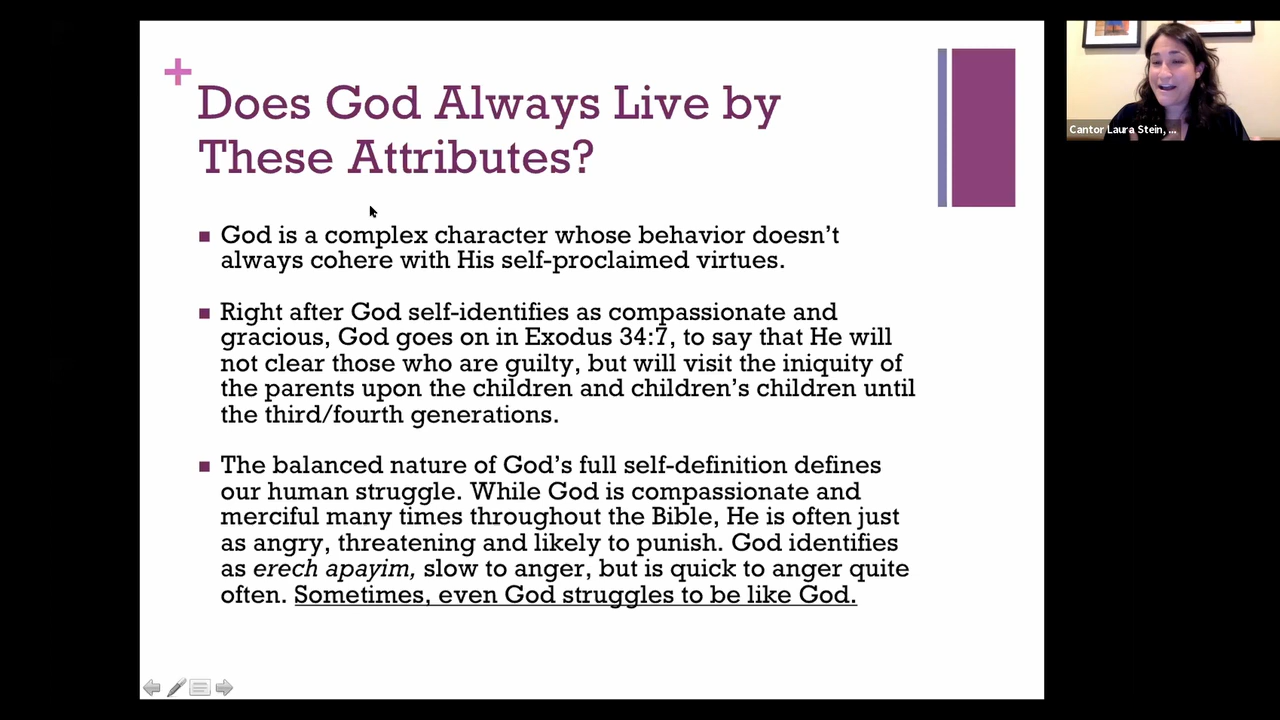 Does God Always Live by
These Attributes?
God is a complex character whose behavior doesn't
always cohere with His self-proclaimed virtues.
Right after God self-identifies as compassionate and
gracious, God goes on in Exodus 34:7, to say that He will
not clear those who are guilty, but will visit the iniquity of
the parents upon the children and children's children until
the third/fourth generations.
The balanced nature of God's full self-definition defines
our human struggle. While God is compassionate and
merciful many times throughout the Bible, He is often just
as angry, threatening and likely to punish. God identifies
as erech apayim, slow to anger, but is quick to anger quite
often. Sometimes, even God struggles to be like God.
Cantor Laura Stein, ...